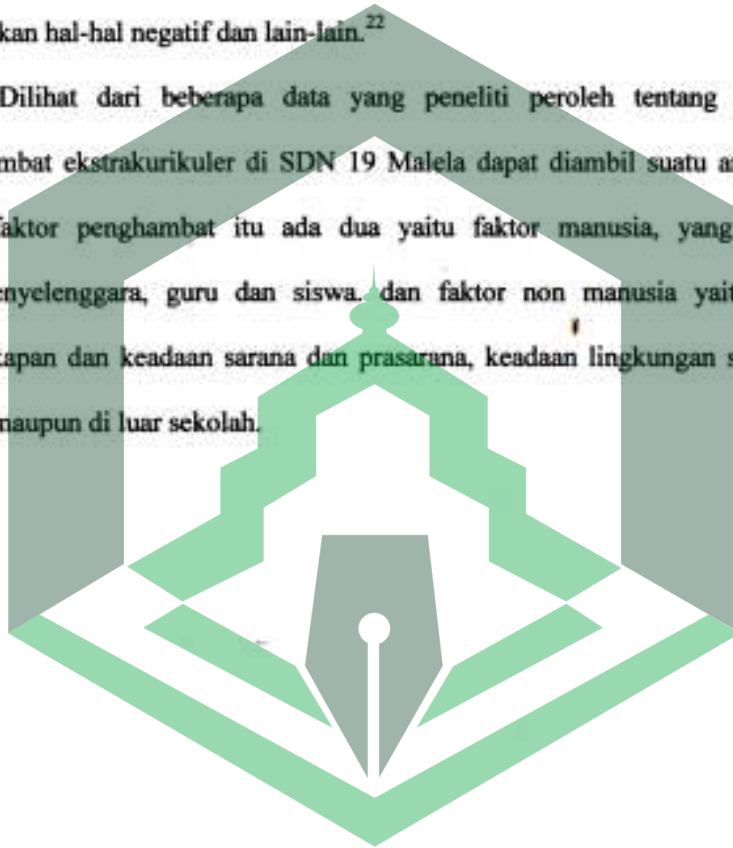 kan hal-hal negatif dan lain-lain.22
Dilihat dari beberapa data yang peneliti peroleh tentang
mbat ekstrakurikuler di SDN 19 Malela dapat diambil suatu a
faktor penghambat itu ada dua yaitu faktor manusia, yang
enyelenggara, guru dan siswa. dan faktor non manusia yait
kapan dan keadaan sarana dan prasarana, keadaan lingkungan s
maupun di luar sekolah.